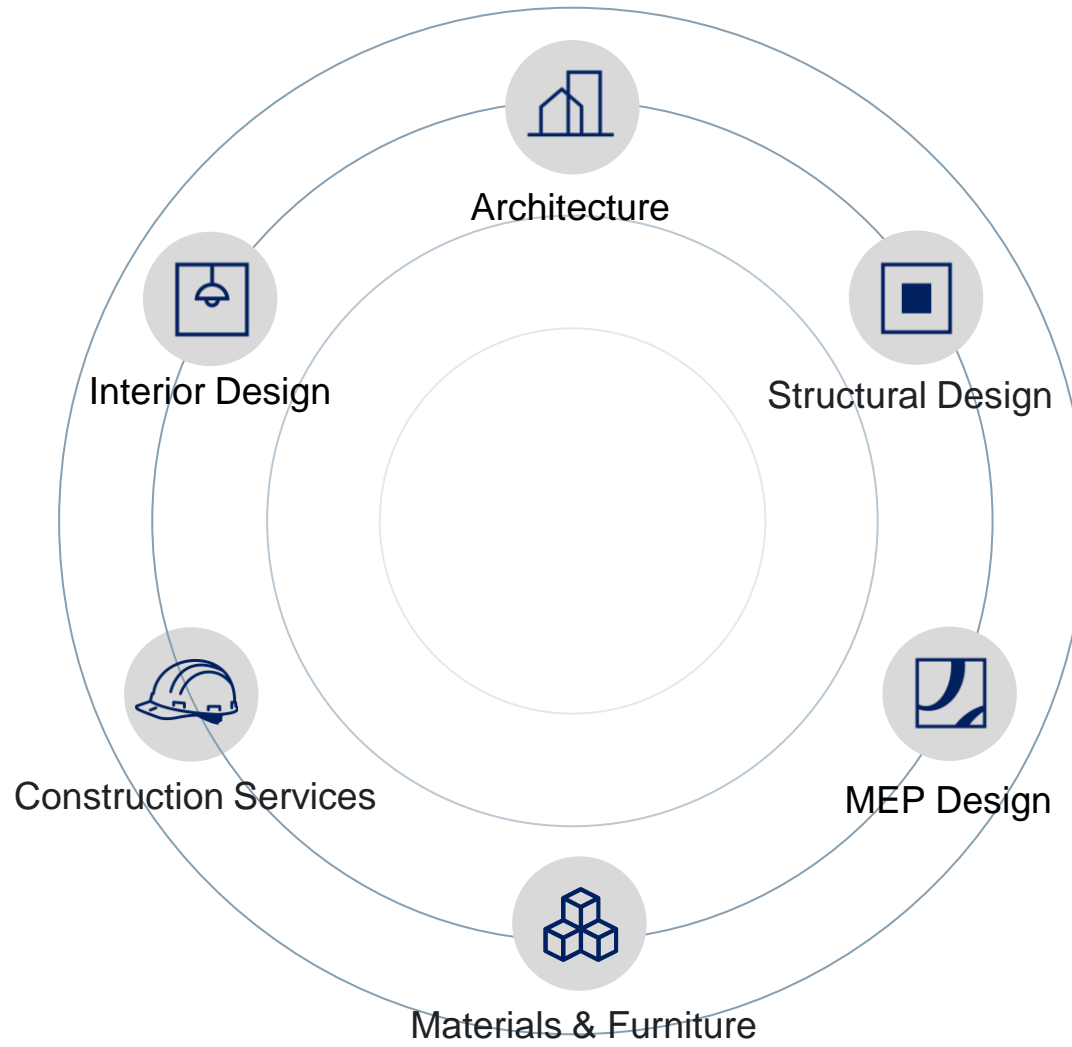 Architecture
Interior Design
Structural Design
Construction Services
MEP Design
Materials & Furniture